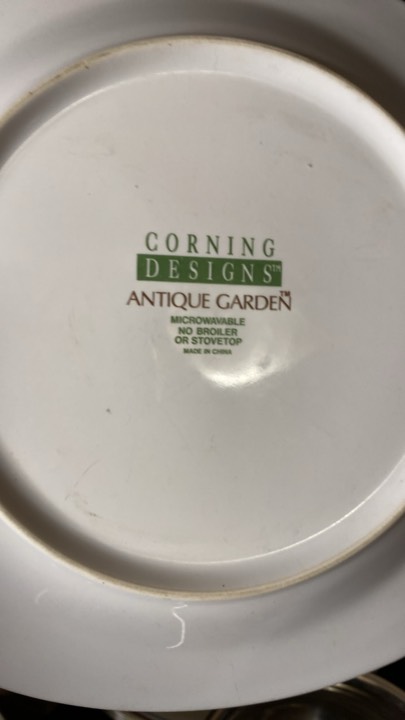 CORNING
DESIGNS™
ANTIQUE GARDEN™
MICROWAVABLE
NO BROILER
OR STOVETOP
MADE IN CHINA